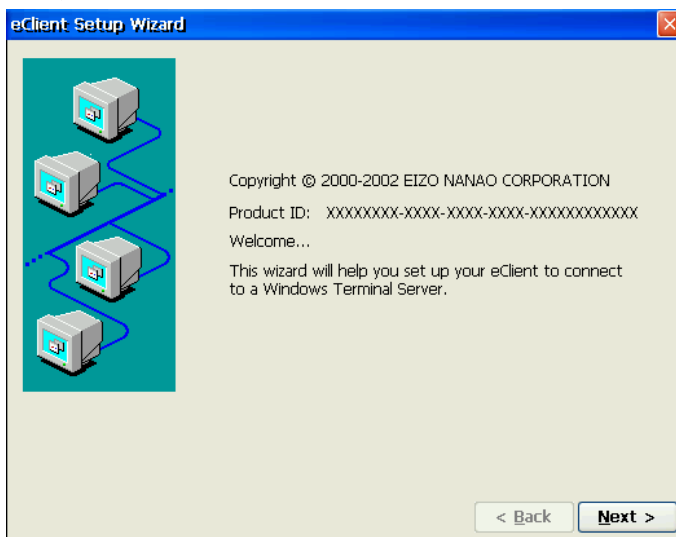 eClient Setup Wizard
Copyright © 2000-2002 EIZO NANAO CORPORATION
Product ID: XXXXXXXX-XXXX-XXXX-XXXX-XXXXXXXXXXXX
Welcome...
This wizard will help you set up your eClient to connect
to a Windows Terminal Server.
< Back
Next >